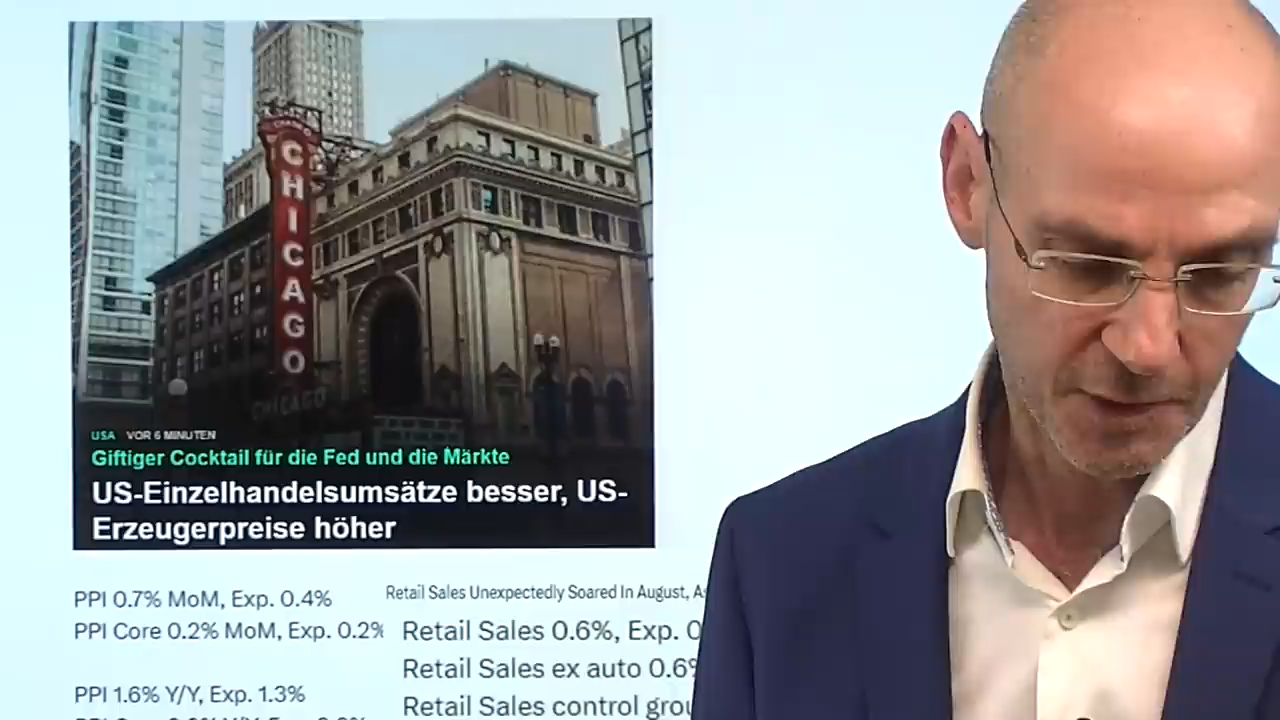 CHICAGO
CHICAGO
CHICAGO
USA VOR 6 MINUTEN
Giftiger Cocktail für die Fed und die Märkte
US-Einzelhandelsumsätze besser, US-
Erzeugerpreise höher
PPI 0.7% MoM, Exp. 0.4%
PPI Core 0.2% MoM, Exp. 0.2%
PPI 1.6% Y/Y, Exp. 1.3%
Retail Sales Unexpectedly Soared In August,
Retail Sales 0.6%, Exp.
Retail Sales ex auto 0.6%
Retail Sales control